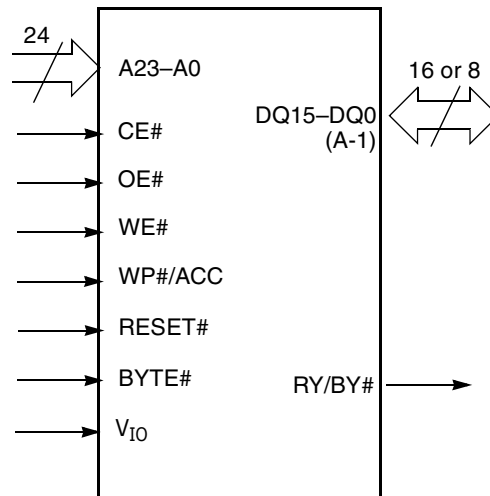 24
A23–A0
16 or 8
CE#
DQ15–DQ0
(A-1)
OE#
WE#
WP#/ACC
RESET#
BYTE#
RY/BY#
VIO